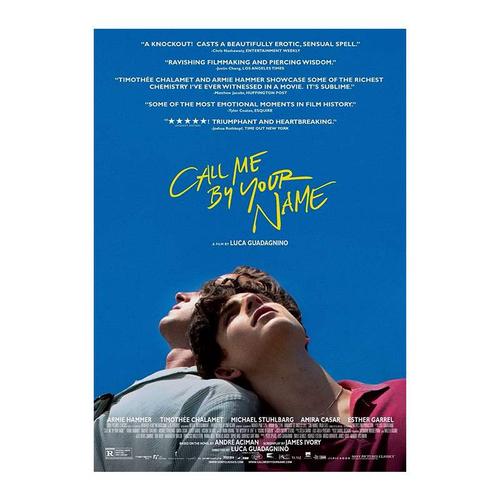 "A KNOCKOUT! CASTS A BEAUTIFULLY EROTIC, SENSUAL SPELL."
-Chris Nashawaty, ENTERTAINMENT WEEKLY
"RAVISHING FILMMAKING AND PIERCING WISDOM."
-Justin Chang, LOS ANGELES TIMES
"TIMOTHÉE CHALAMET AND ARMIE HAMMER SHOWCASE SOME OF THE RICHEST
CHEMISTRY I'VE EVER WITNESSED IN A MOVIE. IT'S SUBLIME."
-Matthew Jacobs, HUFFINGTON POST
"SOME OF THE MOST EMOTIONAL MOMENTS IN FILM HISTORY."
-Tyler Coates, ESQUIRE
"★★★★★! TRIUMPHANT AND HEARTBREAKING."
-Joshua Rothkopf, TIME OUT NEW YORK
CALL ME
BY YOUR
NAME
A FILM BY LUCA GUADAGNINO
ARMIE HAMMER TIMOTHÉE CHALAMET MICHAEL STUHLBARG AMIRA CASAR ESTHER GARREL
BASED ON THE NOVEL BY ANDRÉ ACIMAN SCREENPLAY BY JAMES IVORY
DIRECTED BY LUCA GUADAGNINO
R
SONY PICTURES CLASSICS